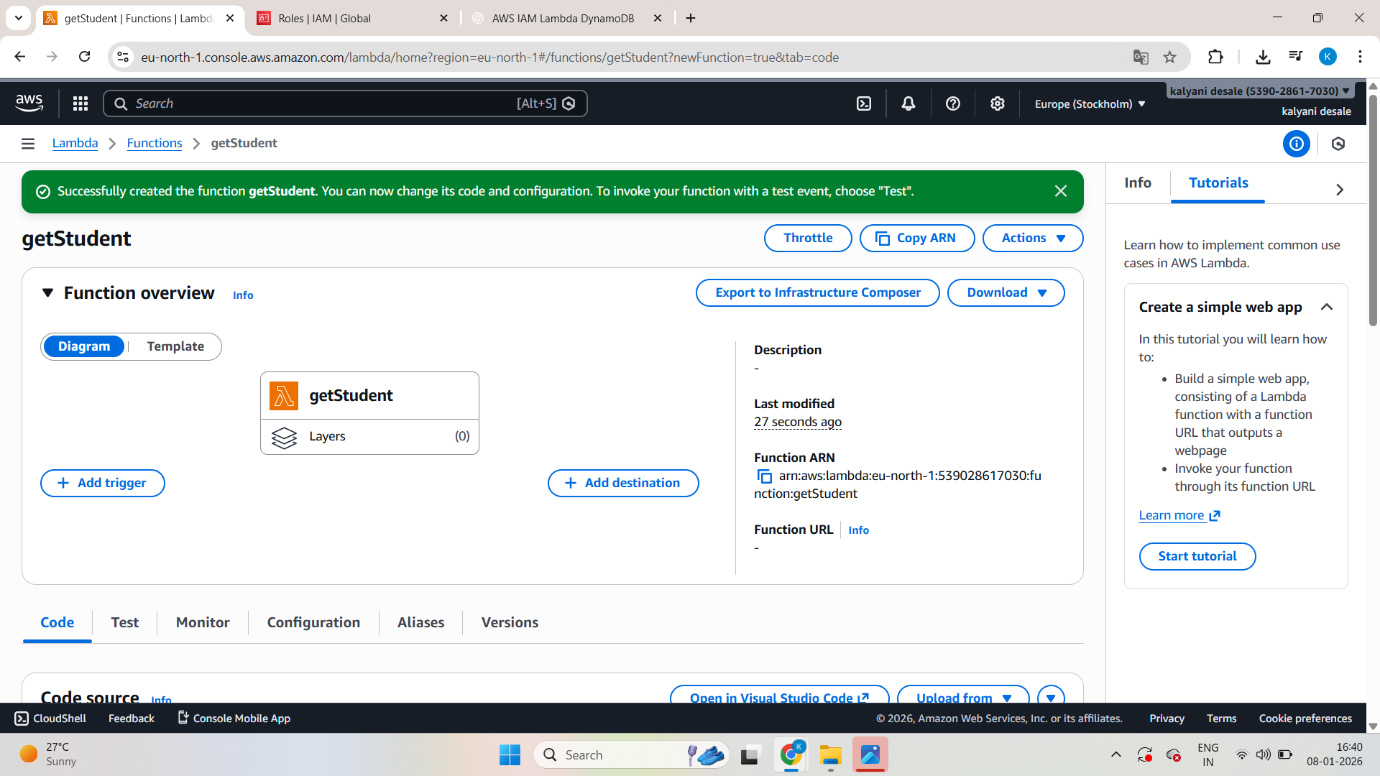 getStudent | Functions | Lambda
Roles | IAM | Global
AWS IAM Lambda DynamoDB
eu-north-1.console.aws.amazon.com/lambda/home?region=eu-north-1#/functions/getStudent?newFunction=true&tab=code
K
aws
Search
[Alt+S]
Europe (Stockholm)
kalyani desale (5390-2861-7030)
kalyani desale
Lambda
Functions
getStudent
Successfully created the function getStudent. You can now change its code and configuration. To invoke your function with a test event, choose "Test".
getStudent
Throttle
Copy ARN
Actions
Function overview
Info
Export to Infrastructure Composer
Download
Diagram
Template
getStudent
Layers
(0)
+ Add trigger
+ Add destination
Description
-
Last modified
27 seconds ago
Function ARN
arn:aws:lambda:eu-north-1:539028617030:fu
nction:getStudent
Function URL
Info
-
Info
Tutorials
Learn how to implement common use
cases in AWS Lambda.
Create a simple web app
In this tutorial you will learn how
to:
• Build a simple web app,
consisting of a Lambda
function with a function
URL that outputs a
webpage
• Invoke your function
through its function URL
Learn more
Start tutorial
Code
Test
Monitor
Configuration
Aliases
Versions
Code source
Info
Open in Visual Studio Code
Upload from
CloudShell
Feedback
Console Mobile App
© 2026, Amazon Web Services, Inc. or its affiliates.
Privacy
Terms
Cookie preferences
27°C
Sunny
Search
ENG
IN
16:40
08-01-2026